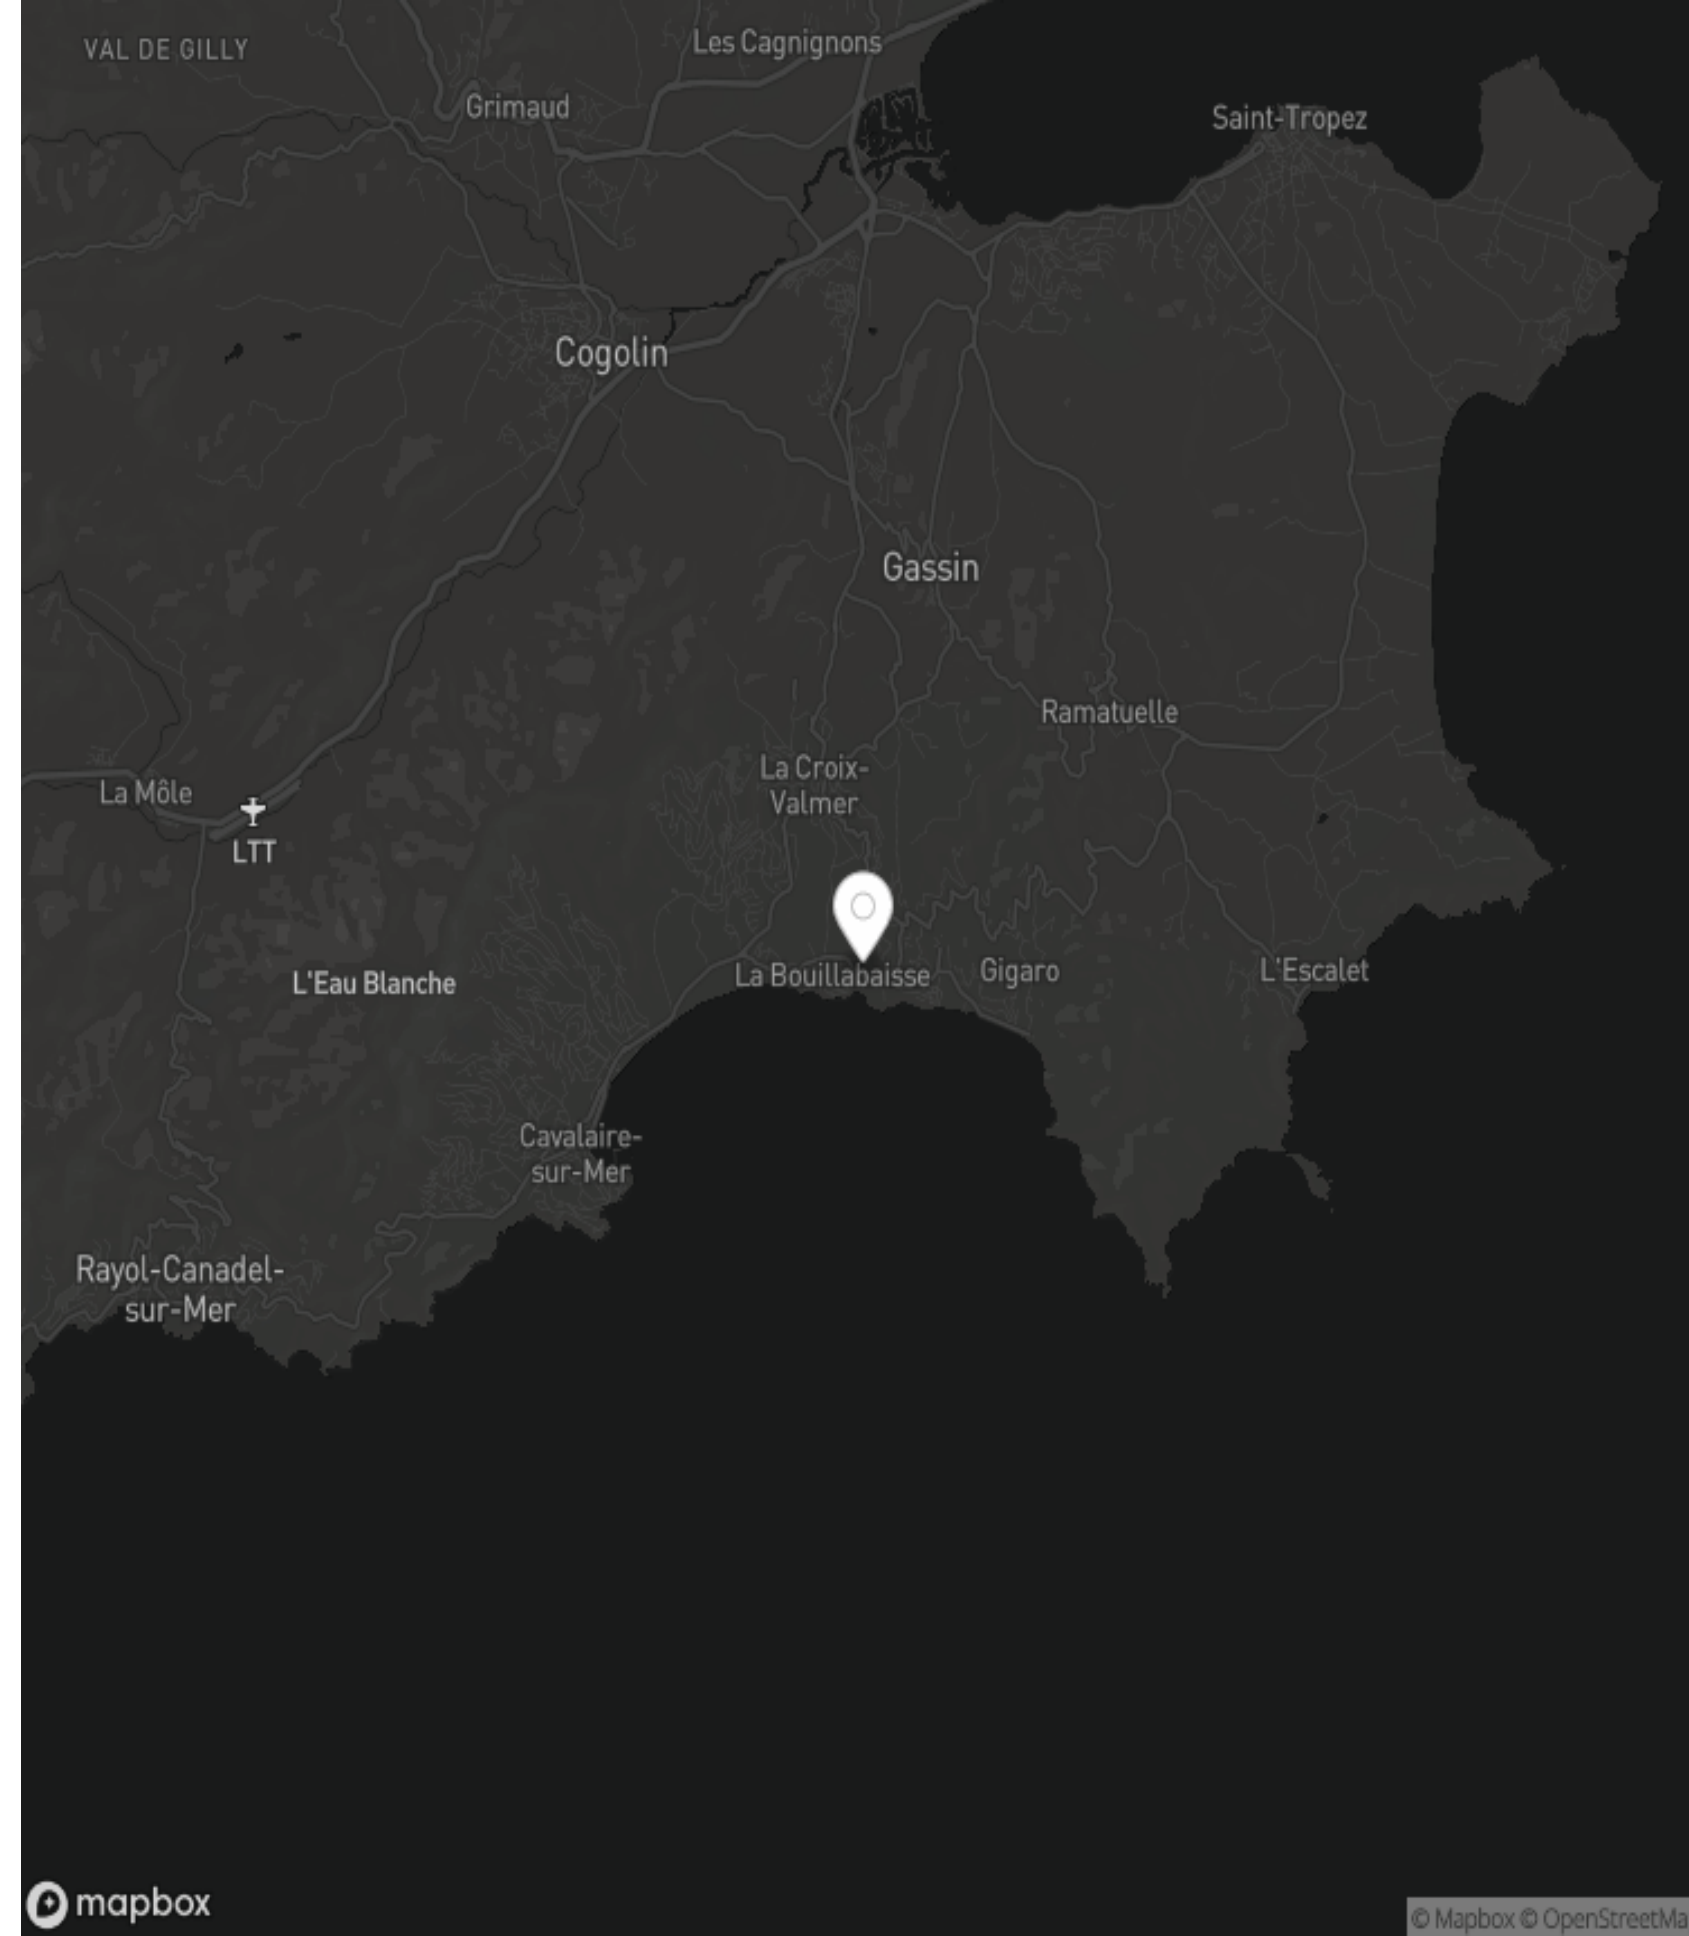 VAL DE GILLY
Les Cagnignons
Grimaud
Saint-Tropez
Cogolin
Gassin
Ramatuelle
La Croix-
Valmer
La Môle
LTT
L'Eau Blanche
La Bouillabaisse
Gigaro
L'Escalet
Cavalaire-
sur-Mer
Rayol-Canadel-
sur-Mer
mapbox
© Mapbox © OpenStreetMa